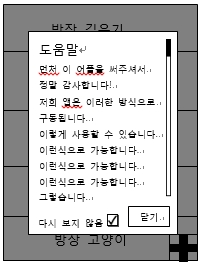 방장 길우기
도움말
먼저 이 어플을 써주셔서.
정말 감사합니다!.
저희 앱은 이러한 방식으로.
구동됩니다..
이렇게 사용할 수 있습니다..
이런식으로 가능합니다.
이런식으로 가능합니다.
이런식으로 가능합니다.
그렇습니다..
다시 보지 않음
닫기.
방장 고양이